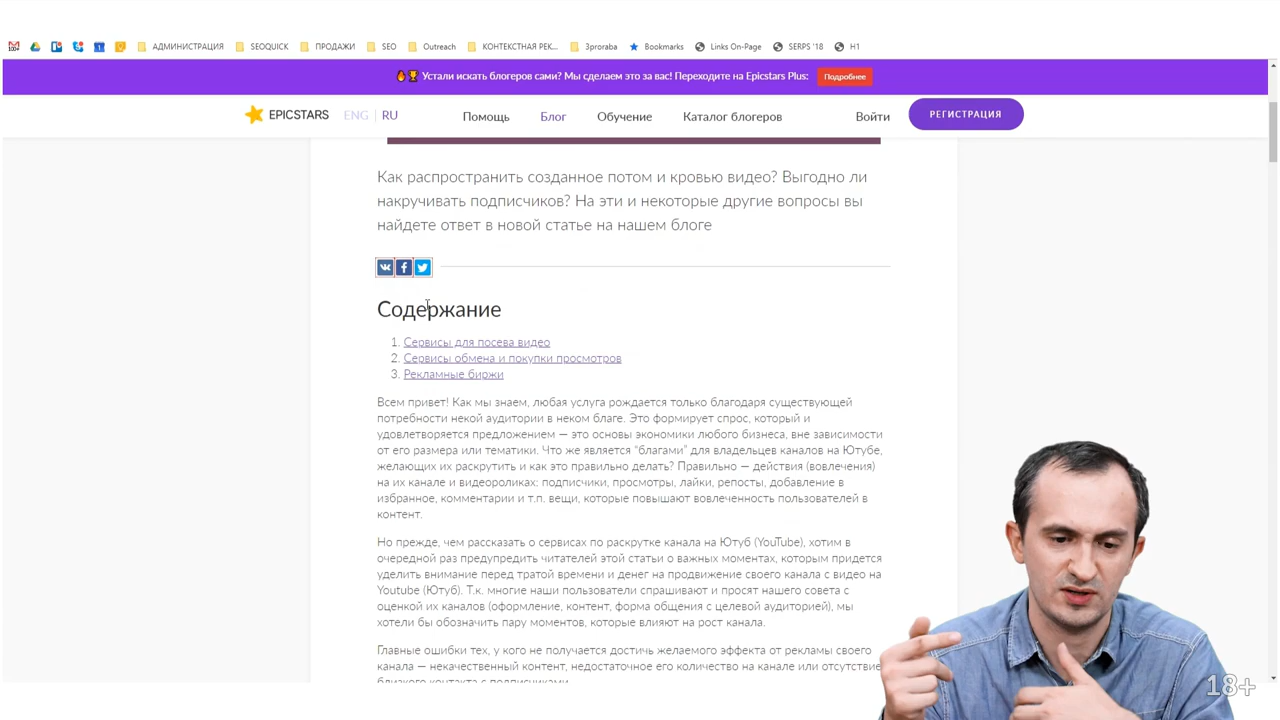 АДМИНИСТРАЦИЯ SEOQUICK ПРОДАЖИ SEO Outreach КОНТЕКСТНАЯ РЕК... 3proraba Bookmarks Links On-Page SERPS '18 H1
Устали искать блогеров сами? Мы сделаем это за вас! Переходите на Epicstars Plus: Подробнее
EPICSTARS ENG | RU Помощь Блог Обучение Каталог блогеров Войти РЕГИСТРАЦИЯ
Как распространить созданное потом и кровью видео? Выгодно ли
накручивать подписчиков? На эти и некоторые другие вопросы вы
найдете ответ в новой статье на нашем блоге
Содержание
1. Сервисы для посева видео
2. Сервисы обмена и покупки просмотров
3. Рекламные биржи
Всем привет! Как мы знаем, любая услуга рождается только благодаря существующей
потребности некой аудитории в неком благе. Это формирует спрос, который и
удовлетворяется предложением — это основы экономики любого бизнеса, вне зависимости
от его размера или тематики. Что же является “благами” для владельцев каналов на Ютубе,
желающих их раскрутить и как это правильно делать? Правильно — действия (вовлечения)
на их канале и видеороликах: подписчики, просмотры, лайки, репосты, добавление в
избранное, комментарии и т.п. вещи, которые повышают вовлеченность пользователей в
контент.
Но прежде, чем рассказать о сервисах по раскрутке канала на Ютуб (YouTube), хотим в
очередной раз предупредить читателей этой статьи о важных моментах, которым придется
уделить внимание перед тратой времени и денег на продвижение своего канала с видео на
Youtube (Ютуб). Т.к. многие наши пользователи спрашивают и просят нашего совета с
оценкой их каналов (оформление, контент, форма общения с целевой аудиторией), мы
хотели бы обозначить пару моментов, которые влияют на рост канала.
Главные ошибки тех, у кого не получается достичь желаемого эффекта от рекламы своего
канала — некачественный контент, недостаточное его количество на канале или отсутствие
близкого контакта с подписчиками.
18+